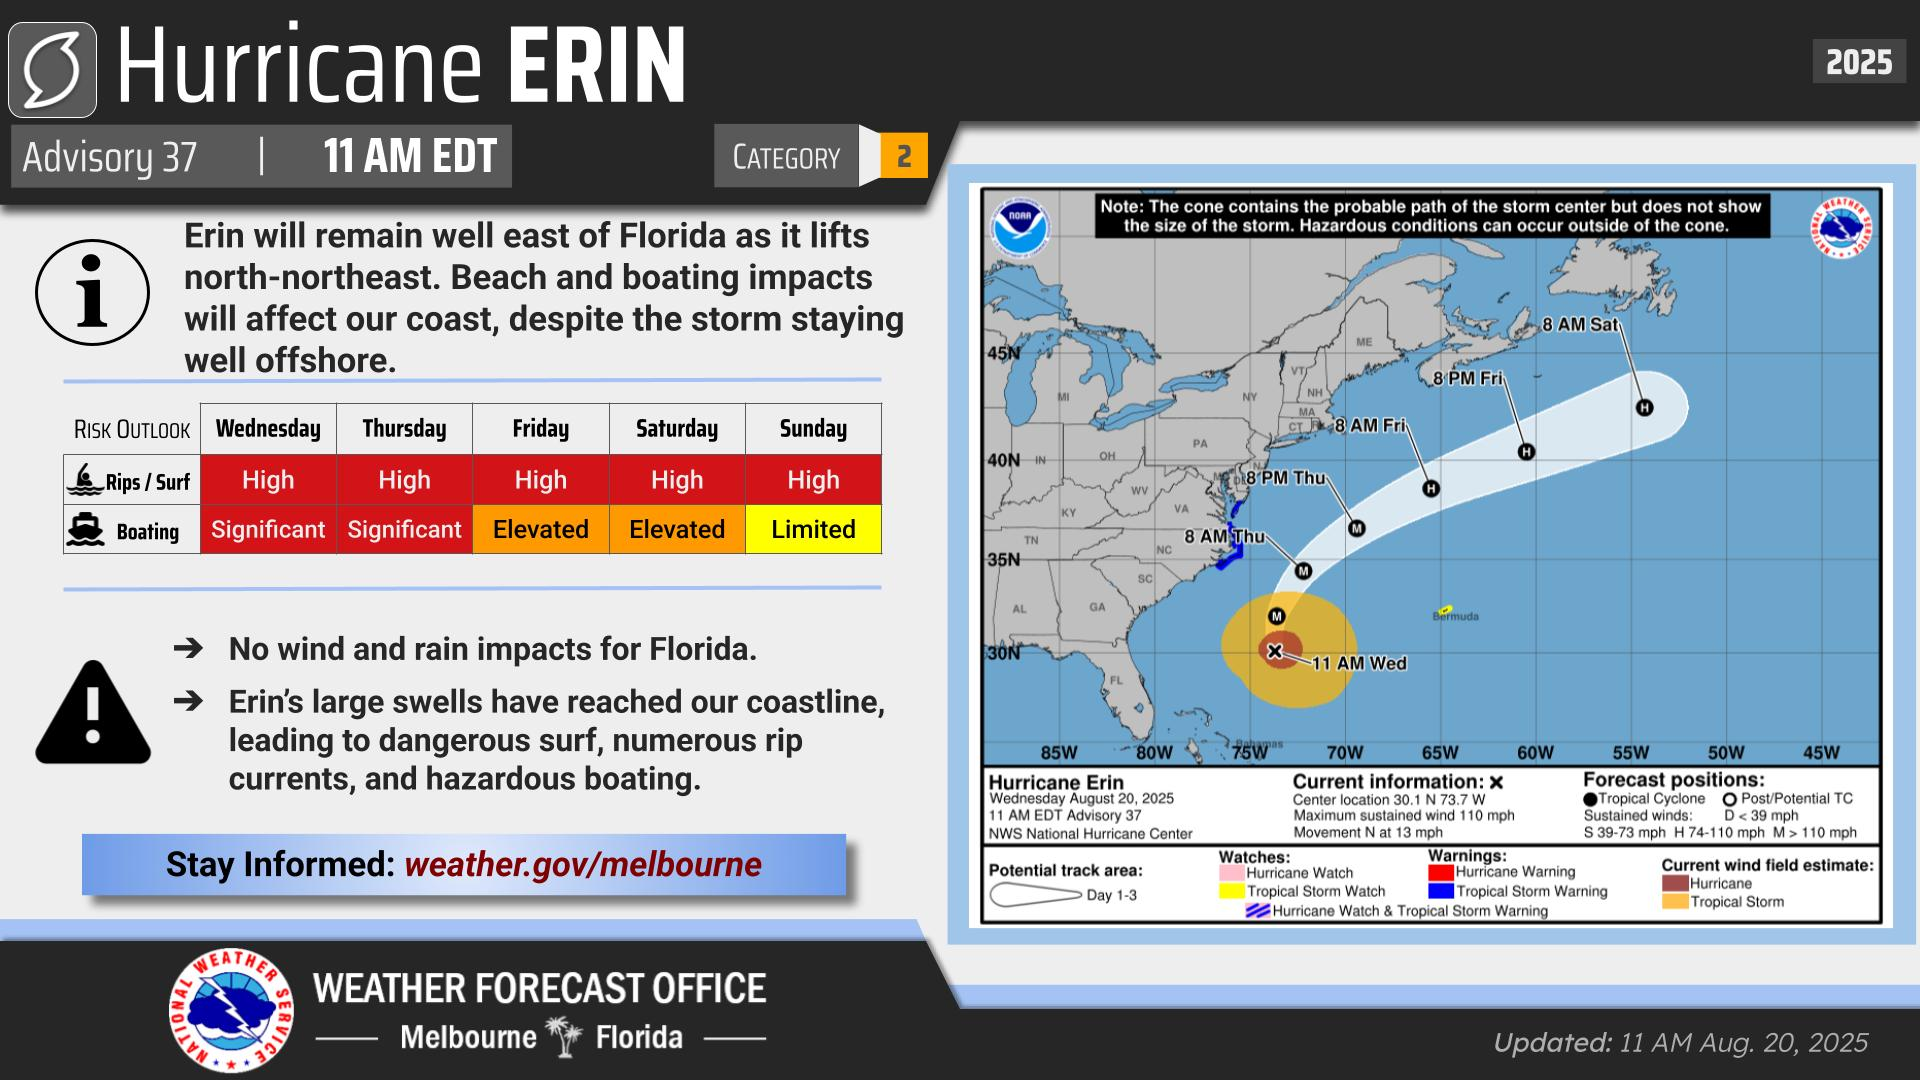 Hurricane ERIN
2025
Advisory 37 | 11 AM EDT
CATEGORY 2
Erin will remain well east of Florida as it lifts
north-northeast. Beach and boating impacts
will affect our coast, despite the storm staying
well offshore.
RISK OUTLOOK Wednesday Thursday Friday Saturday Sunday
Rips / Surf High High High High High
Boating Significant Significant Elevated Elevated Limited
➔ No wind and rain impacts for Florida.
➔ Erin's large swells have reached our coastline,
leading to dangerous surf, numerous rip
currents, and hazardous boating.
Stay Informed: weather.gov/melbourne
NATIONAL WEATHER SERVICE
WEATHER FORECAST OFFICE
Melbourne Florida
Note: The cone contains the probable path of the storm center but does not show
the size of the storm. Hazardous conditions can occur outside of the cone.
NOAA
NATIONAL WEATHER SERVICE
8 AM Sat
ME
45N
8 PM Fri
VT
NH
MI
NY
MA
CT
8 AM Fri
PA
OH
IN
40N
8 PM Thu
WV
VA
KY
8 AM Thu
TN
NC
35N
SC
AL
GA
Bermuda
30N
11 AM Wed
FL
Bahamas
85W 80W 75W 70W 65W 60W 55W 50W 45W
M
M
M
H
H
H
Hurricane Erin
Wednesday August 20, 2025
11 AM EDT Advisory 37
NWS National Hurricane Center
Current information: ×
Center location 30.1 N 73.7 W
Maximum sustained wind 110 mph
Movement N at 13 mph
Forecast positions:
Tropical Cyclone Post/Potential TC
Sustained winds: D < 39 mph
S 39-73 mph H 74-110 mph M > 110 mph
Potential track area:
Day 1-3
Watches:
Hurricane Watch
Tropical Storm Watch
Warnings:
Hurricane Warning
Tropical Storm Warning
Hurricane Watch & Tropical Storm Warning
Current wind field estimate:
Hurricane
Tropical Storm
Updated: 11 AM Aug. 20, 2025